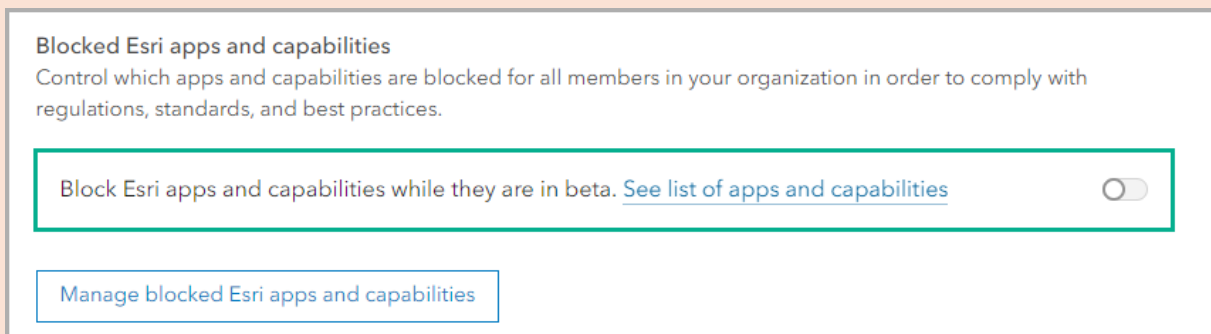 Blocked Esri apps and capabilities
Control which apps and capabilities are blocked for all members in your organization in order to comply with
regulations, standards, and best practices.
Block Esri apps and capabilities while they are in beta. See list of apps and capabilities
Manage blocked Esri apps and capabilities